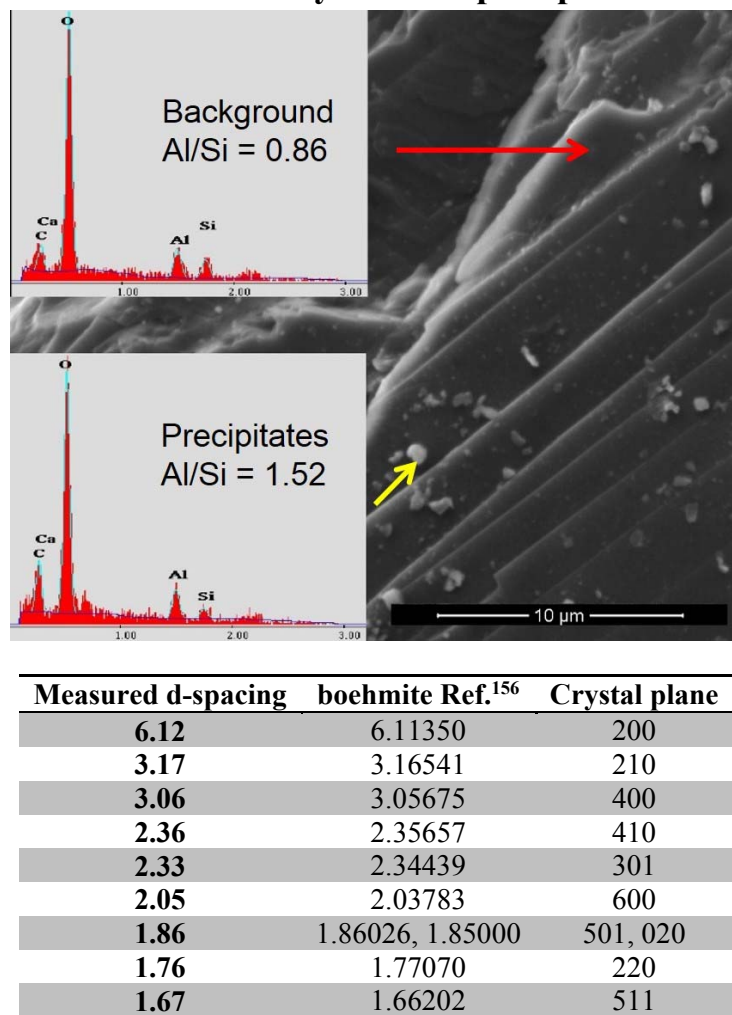 O
Background
Al/Si = 0.86
Ca
C
Al
Si
1.00 2.00 3.00
O
Precipitates
Al/Si = 1.52
Ca
C
Al
Si
1.00 2.00 3.00
10 µm
Measured d-spacing boehmite Ref.156 Crystal plane
6.12 6.11350 200
3.17 3.16541 210
3.06 3.05675 400
2.36 2.35657 410
2.33 2.34439 301
2.05 2.03783 600
1.86 1.86026, 1.85000 501, 020
1.76 1.77070 220
1.67 1.66202 511